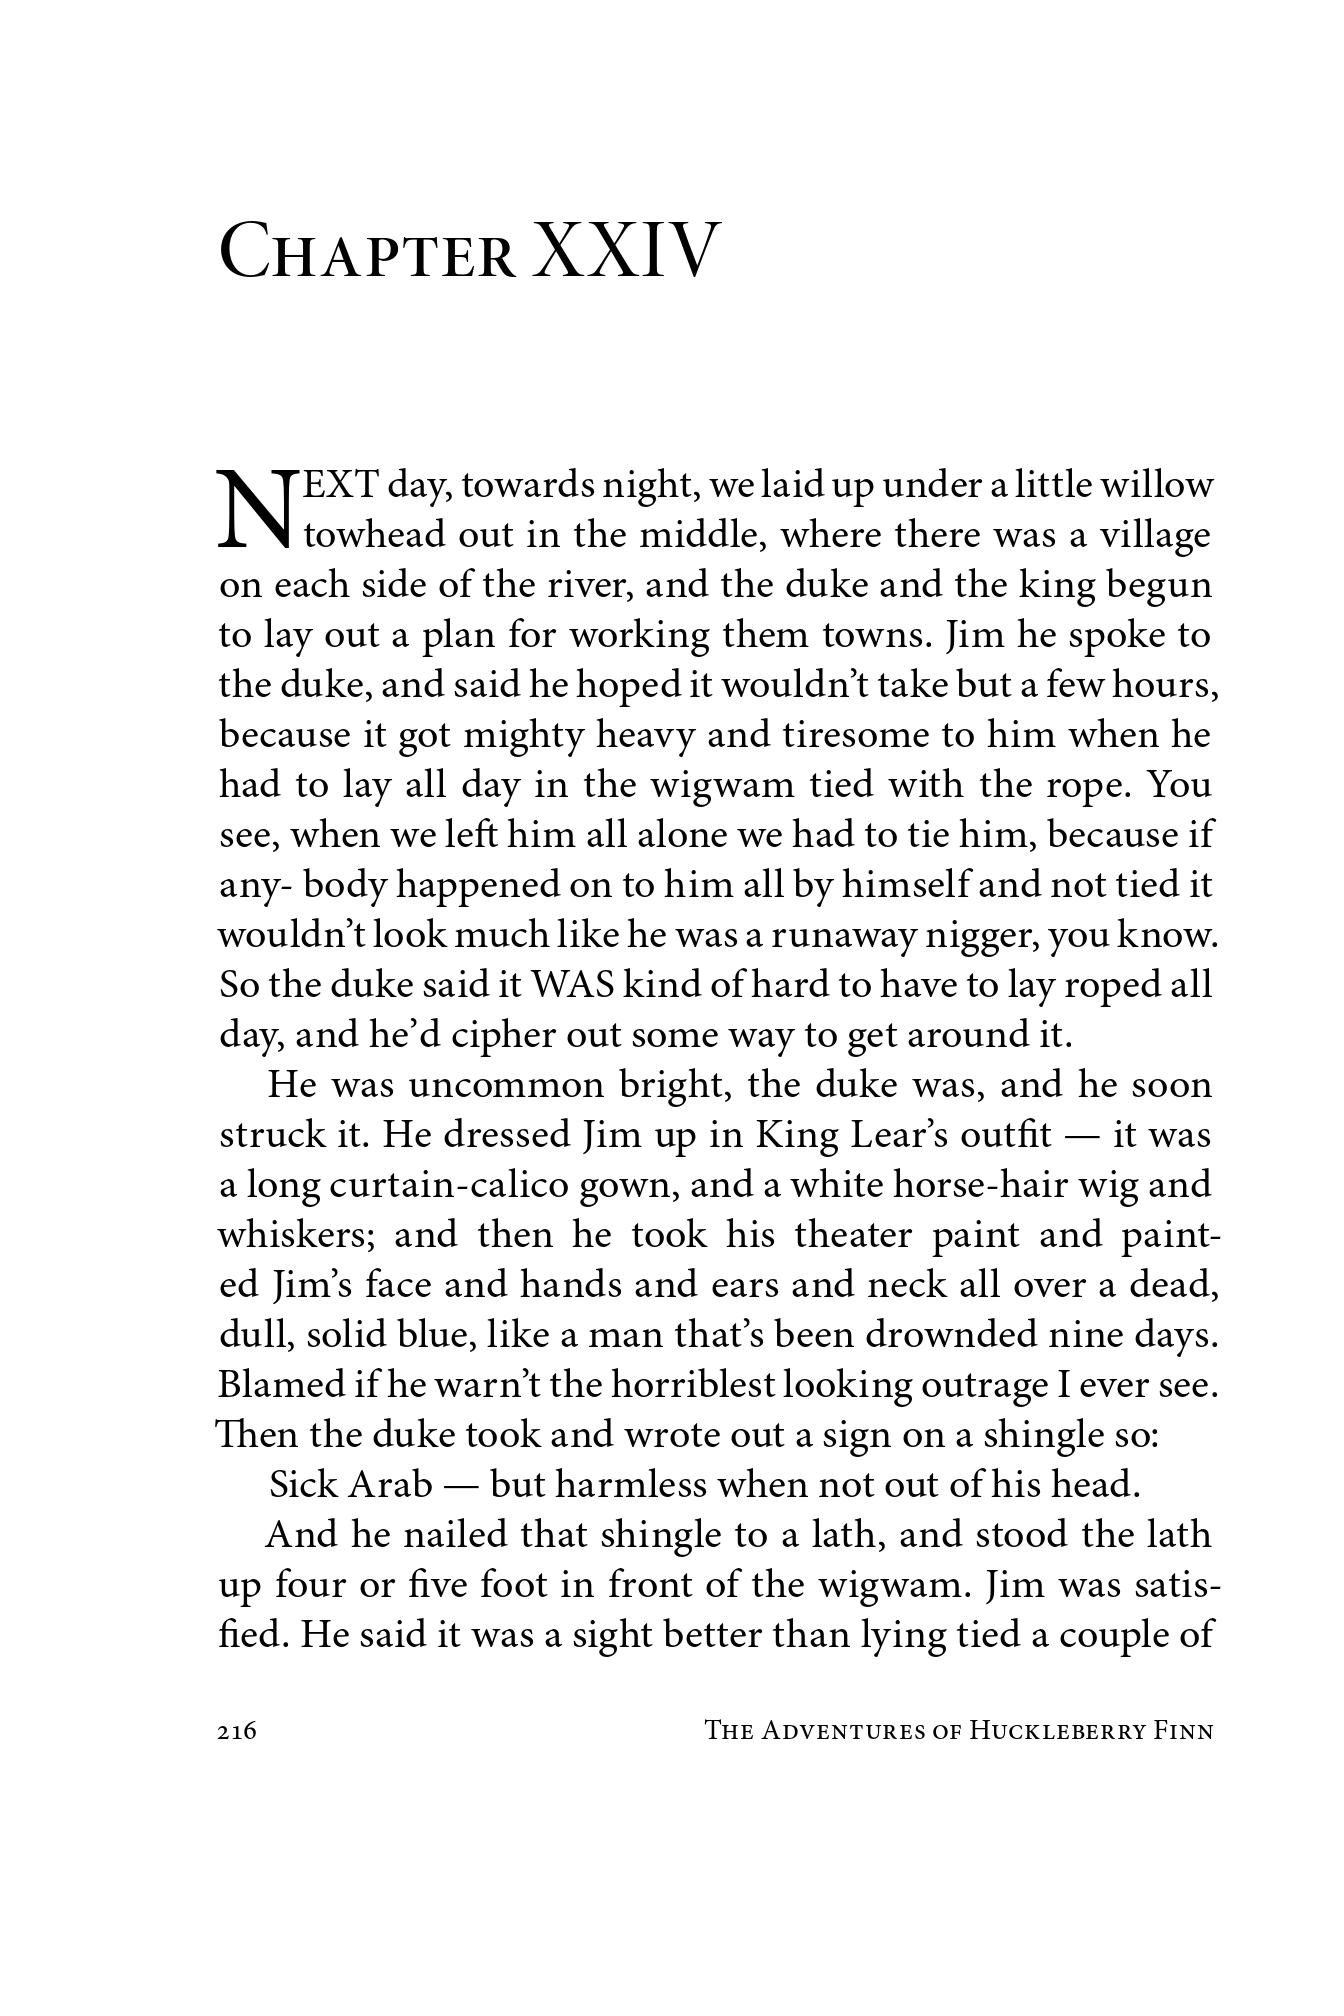 Chapter XXIV
NEXT day, towards night, we laid up under a little willow
towhead out in the middle, where there was a village
on each side of the river, and the duke and the king begun
to lay out a plan for working them towns. Jim he spoke to
the duke, and said he hoped it wouldn’t take but a few hours,
because it got mighty heavy and tiresome to him when he
had to lay all day in the wigwam tied with the rope. You
see, when we left him all alone we had to tie him, because if
any- body happened on to him all by himself and not tied it
wouldn’t look much like he was a runaway nigger, you know.
So the duke said it WAS kind of hard to have to lay roped all
day, and he’d cipher out some way to get around it.
He was uncommon bright, the duke was, and he soon
struck it. He dressed Jim up in King Lear’s outfit — it was
a long curtain-calico gown, and a white horse-hair wig and
whiskers; and then he took his theater paint and paint-
ed Jim’s face and hands and ears and neck all over a dead,
dull, solid blue, like a man that’s been drownded nine days.
Blamed if he warn’t the horriblest looking outrage I ever see.
Then the duke took and wrote out a sign on a shingle so:
Sick Arab — but harmless when not out of his head.
And he nailed that shingle to a lath, and stood the lath
up four or five foot in front of the wigwam. Jim was satis-
fied. He said it was a sight better than lying tied a couple of
216 The Adventures of Huckleberry Finn